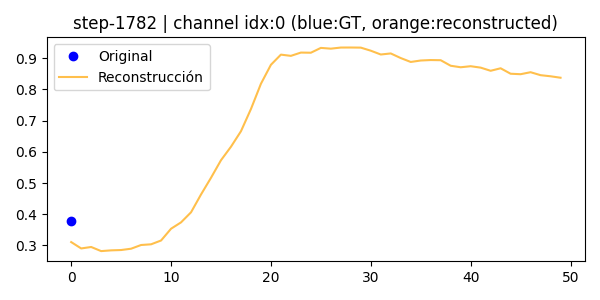 step-1782 | channel idx:0 (blue:GT, orange:reconstructed)
Original
Reconstrucción
0.9
0.8
0.7
0.6
0.5
0.4
0.3
0 10 20 30 40 50